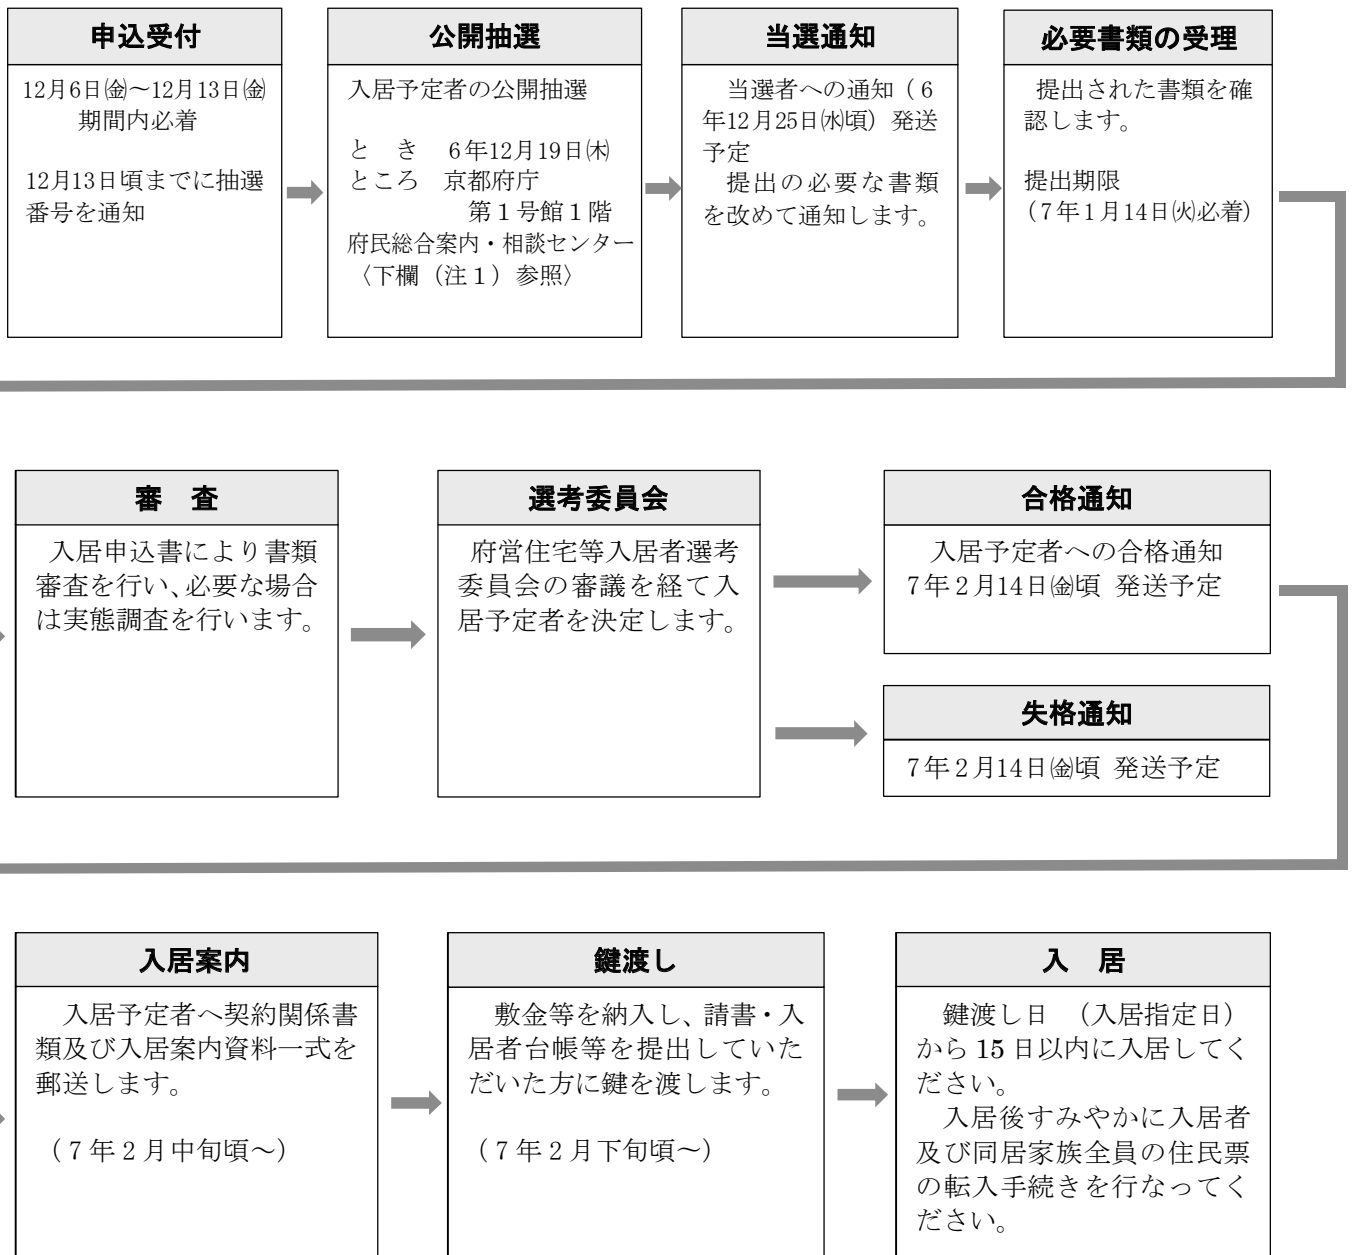 申込受付
12月6日㈮〜12月13日㈮
期間内必着
12月13日頃までに抽選
番号を通知
公開抽選
入居予定者の公開抽選
と　き　6年12月19日㈭
ところ　京都府庁
第1号館1階
府民総合案内・相談センター
〈下欄（注1）参照〉
当選通知
当選者への通知（6
年12月25日㈬頃）発送
予定
提出の必要な書類
を改めて通知します。
必要書類の受理
提出された書類を確
認します。
提出期限
（7年1月14日㈫必着）
審　査
入居申込書により書類
審査を行い、必要な場合
は実態調査を行います。
選考委員会
府営住宅等入居者選考
委員会の審議を経て入
居予定者を決定します。
合格通知
入居予定者への合格通知
7年2月14日㈮頃 発送予定
失格通知
7年2月14日㈮頃 発送予定
入居案内
入居予定者へ契約関係書
類及び入居案内資料一式を
郵送します。
（7年2月中旬頃〜）
鍵渡し
敷金等を納入し、請書・入
居者台帳等を提出していた
だいた方に鍵を渡します。
（7年2月下旬頃〜）
入　居
鍵渡し日　（入居指定日）
から15日以内に入居してく
ださい。
入居後すみやかに入居者
及び同居家族全員の住民票
の転入手続きを行なってく
ださい。